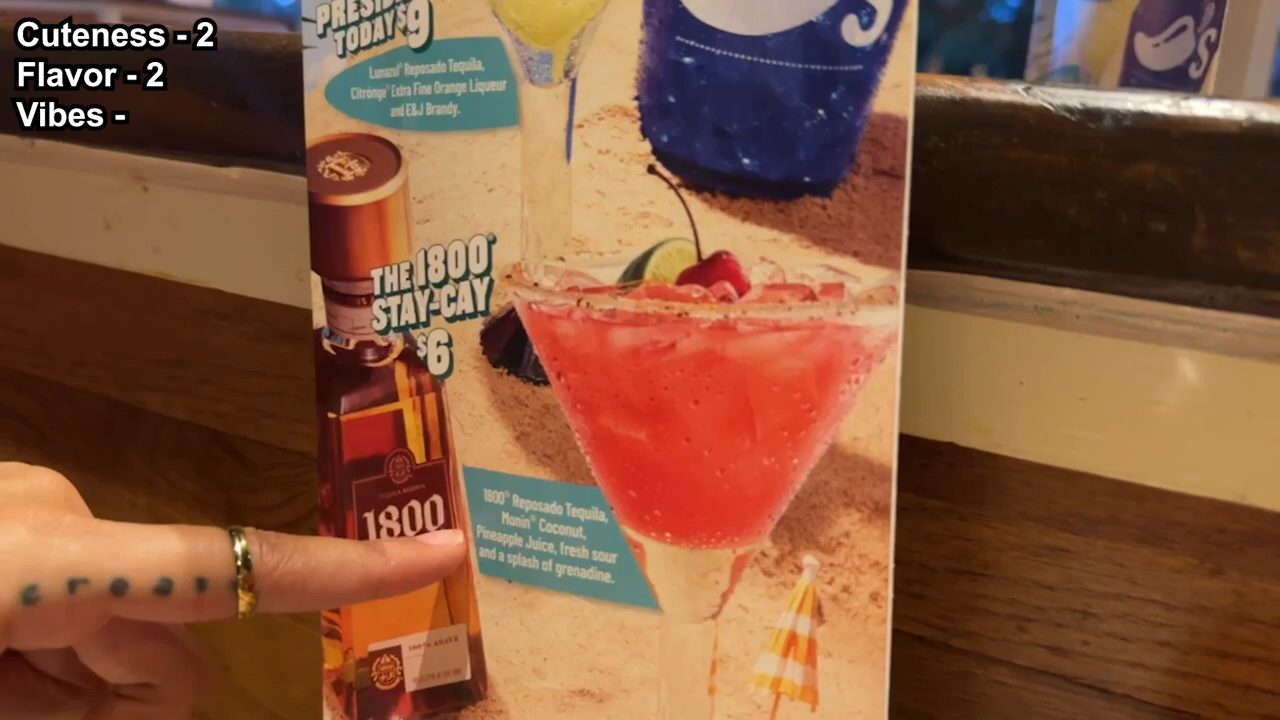 Cuteness - 2
Flavor - 2
Vibes -
TODAY $9
Lunazul® Reposado Tequila,
Citrónge® Extra Fine Orange Liqueur
and E&J Brandy.
THE 1800®
STAY-CAY
$6
1800
1800® Reposado Tequila,
Monin® Coconut,
Pineapple Juice, fresh sour
and a splash of grenadine.
's
's